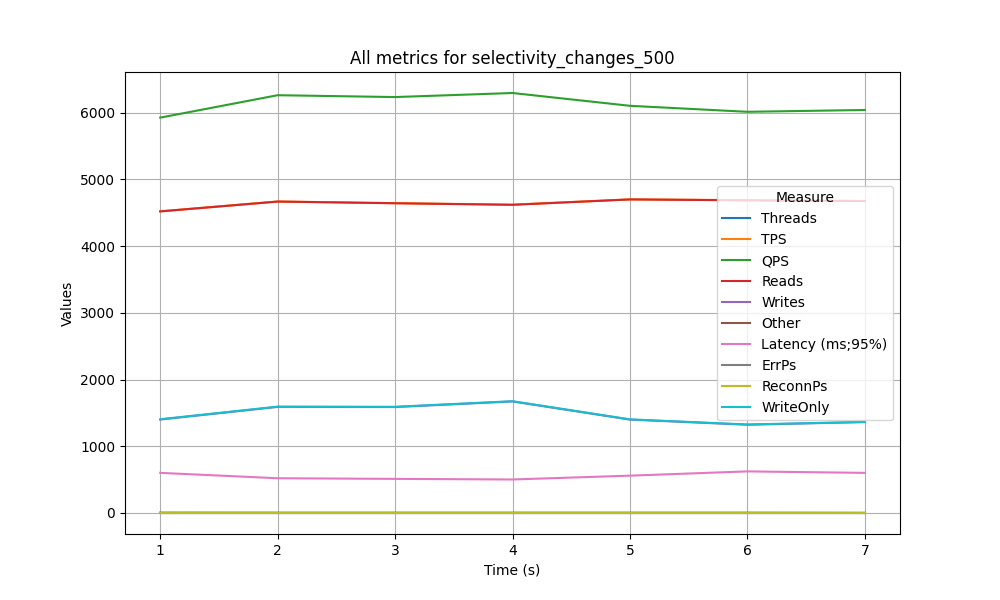 All metrics for selectivity_changes_500
Values
6000
5000
4000
3000
2000
1000
0
1 2 3 4 5 6 7
Time (s)
Measure
Threads
TPS
QPS
Reads
Writes
Other
Latency (ms;95%)
ErrPs
ReconnPs
WriteOnly